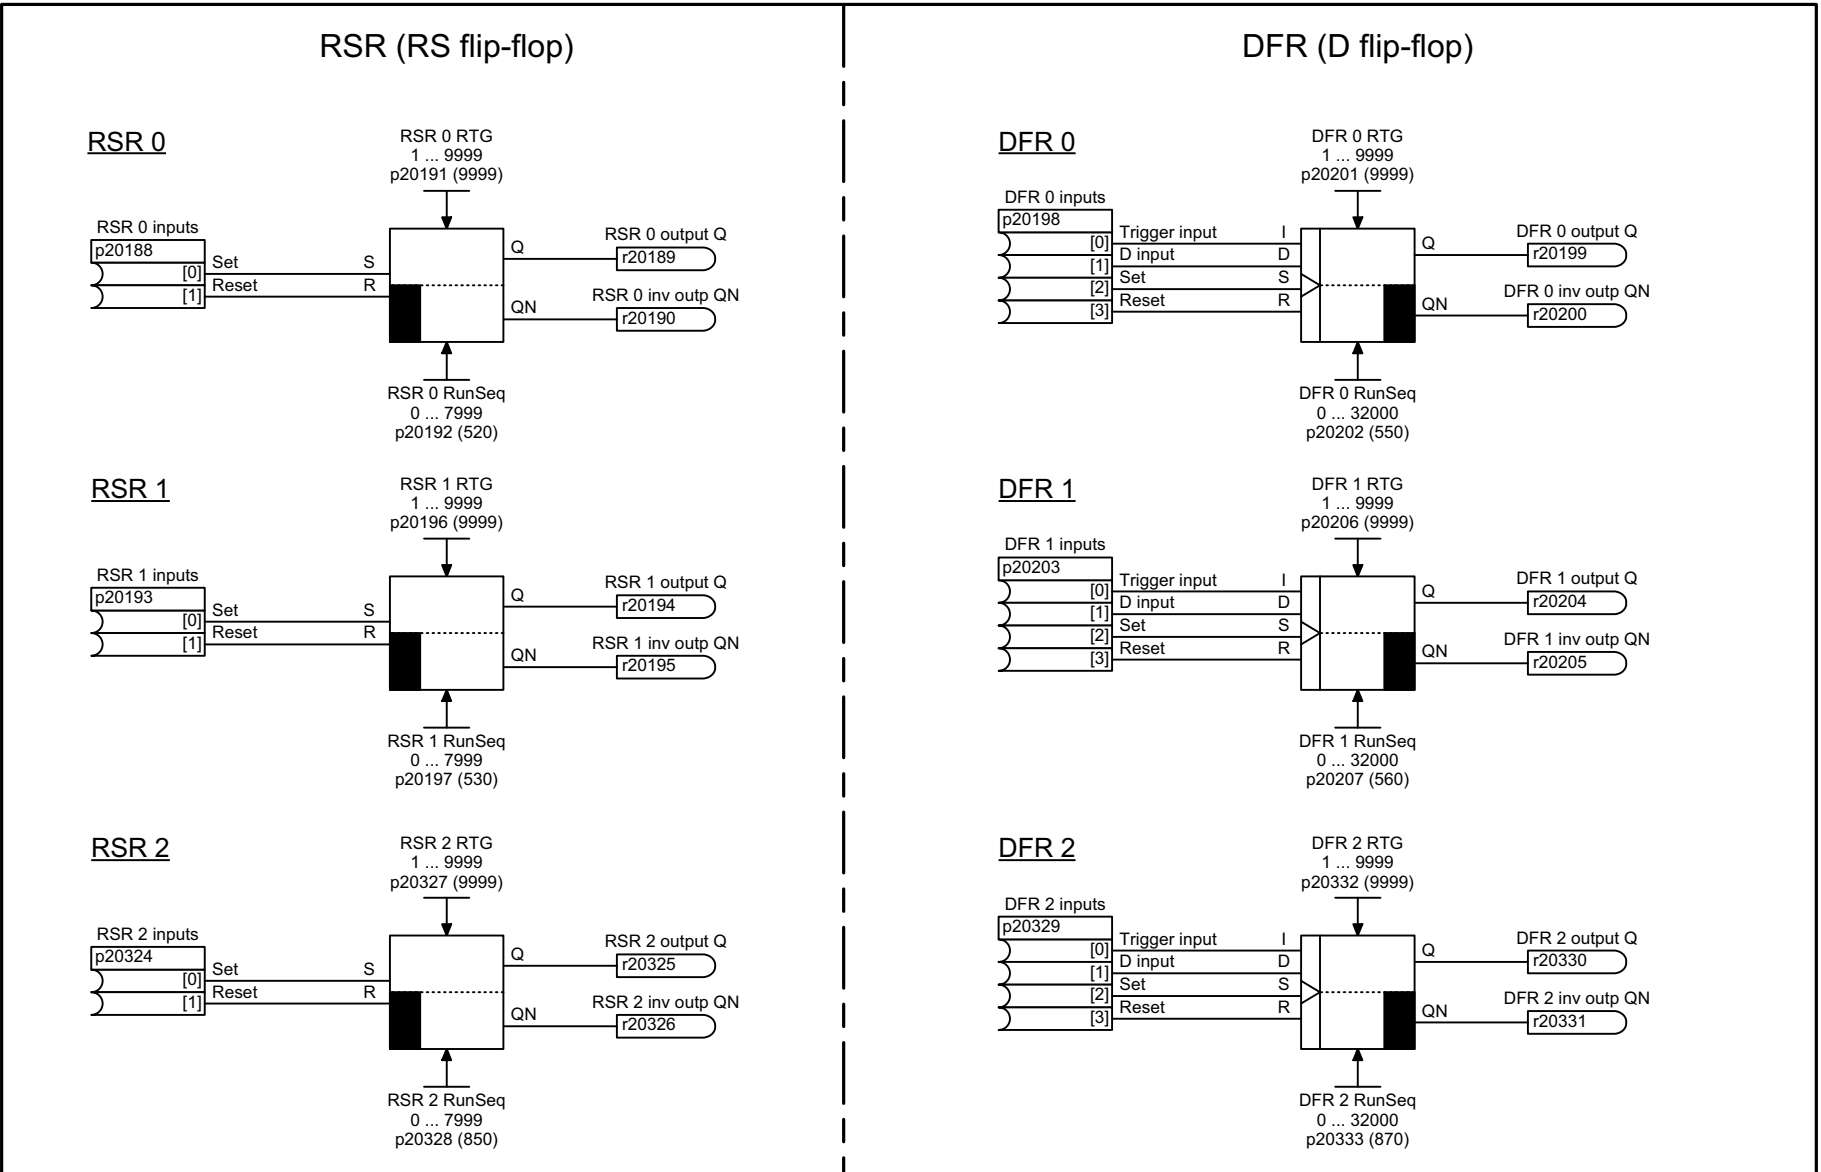 RSR (RS flip-flop)
DFR (D flip-flop)
RSR 0
RSR 0 RTG
1 ... 9999
p20191 (9999)
RSR 0 inputs
p20188
[0] Set S
[1] Reset R
Q
RSR 0 output Q
r20189
QN
RSR 0 inv outp QN
r20190
RSR 0 RunSeq
0 ... 7999
p20192 (520)
DFR 0
DFR 0 RTG
1 ... 9999
p20201 (9999)
DFR 0 inputs
p20198
[0] Trigger input I
[1] D input D
[2] Set S
[3] Reset R
Q
DFR 0 output Q
r20199
QN
DFR 0 inv outp QN
r20200
DFR 0 RunSeq
0 ... 32000
p20202 (550)
RSR 1
RSR 1 RTG
1 ... 9999
p20196 (9999)
RSR 1 inputs
p20193
[0] Set S
[1] Reset R
Q
RSR 1 output Q
r20194
QN
RSR 1 inv outp QN
r20195
RSR 1 RunSeq
0 ... 7999
p20197 (530)
DFR 1
DFR 1 RTG
1 ... 9999
p20206 (9999)
DFR 1 inputs
p20203
[0] Trigger input I
[1] D input D
[2] Set S
[3] Reset R
Q
DFR 1 output Q
r20204
QN
DFR 1 inv outp QN
r20205
DFR 1 RunSeq
0 ... 32000
p20207 (560)
RSR 2
RSR 2 RTG
1 ... 9999
p20327 (9999)
RSR 2 inputs
p20324
[0] Set S
[1] Reset R
Q
RSR 2 output Q
r20325
QN
RSR 2 inv outp QN
r20326
RSR 2 RunSeq
0 ... 7999
p20328 (850)
DFR 2
DFR 2 RTG
1 ... 9999
p20332 (9999)
DFR 2 inputs
p20329
[0] Trigger input I
[1] D input D
[2] Set S
[3] Reset R
Q
DFR 2 output Q
r20330
QN
DFR 2 inv outp QN
r20331
DFR 2 RunSeq
0 ... 32000
p20333 (870)